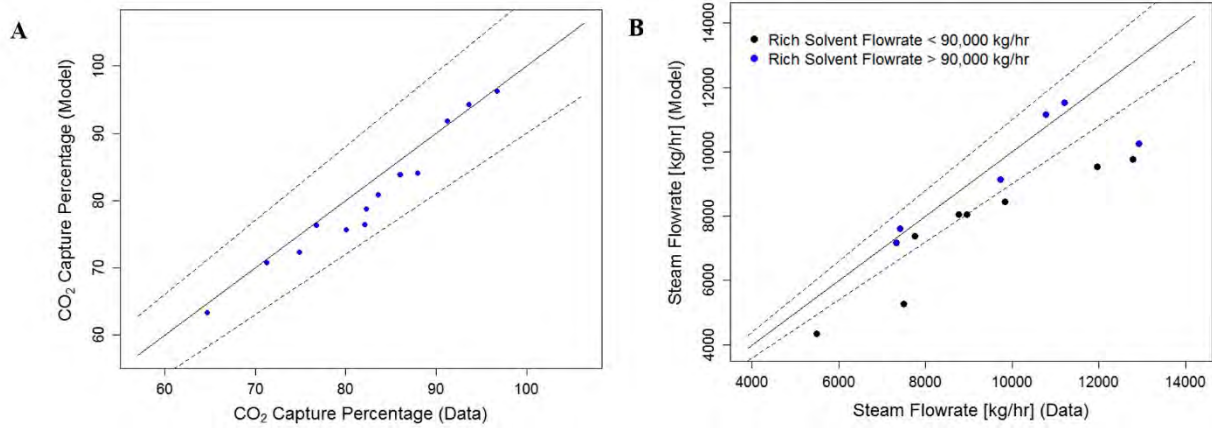 A
CO₂ Capture Percentage (Model)
100
90
80
70
60
60 70 80 90 100
CO₂ Capture Percentage (Data)
B
Steam Flowrate [kg/hr] (Model)
14000
12000
10000
8000
6000
4000
Rich Solvent Flowrate < 90,000 kg/hr
Rich Solvent Flowrate > 90,000 kg/hr
4000 6000 8000 10000 12000 14000
Steam Flowrate [kg/hr] (Data)